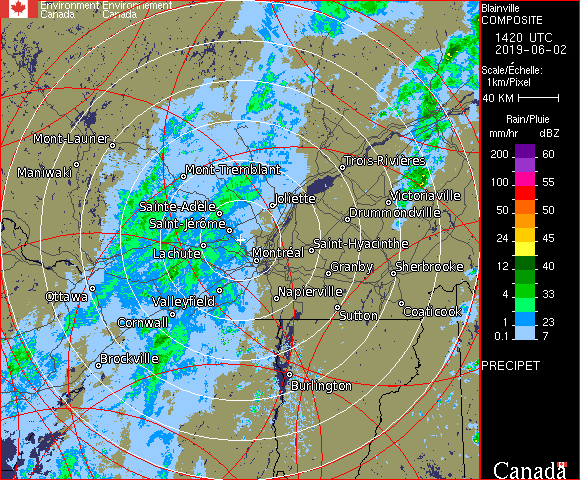 Environment Environnement
Canada Canada
Mont-Laurier
Maniwaki
Mont-Tremblant
Trois-Rivières
Sainte-Adèle
Joliette
Victoriaville
Saint-Jérôme
Drummondville
Lachute
Montréal
Saint-Hyacinthe
Granby
Sherbrooke
Ottawa
Valleyfield
Napierville
Cornwall
Sutton
Coaticook
Brockville
Burlington
Blainville
COMPOSITE
1420 UTC
2019-06-02
Scale/Échelle:
1km/Pixel
40 KM
Rain/Pluie
mm/hr dBZ
200 60
100 55
50 50
24 45
12 40
4 33
1 23
0.1 7
PRECIPET
Canada